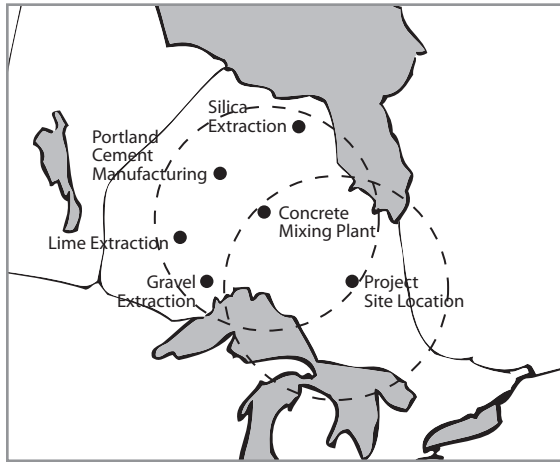 Silica
Extraction
Portland
Cement
Manufacturing
Concrete
Mixing Plant
Lime Extraction
Gravel
Extraction
Project
Site Location